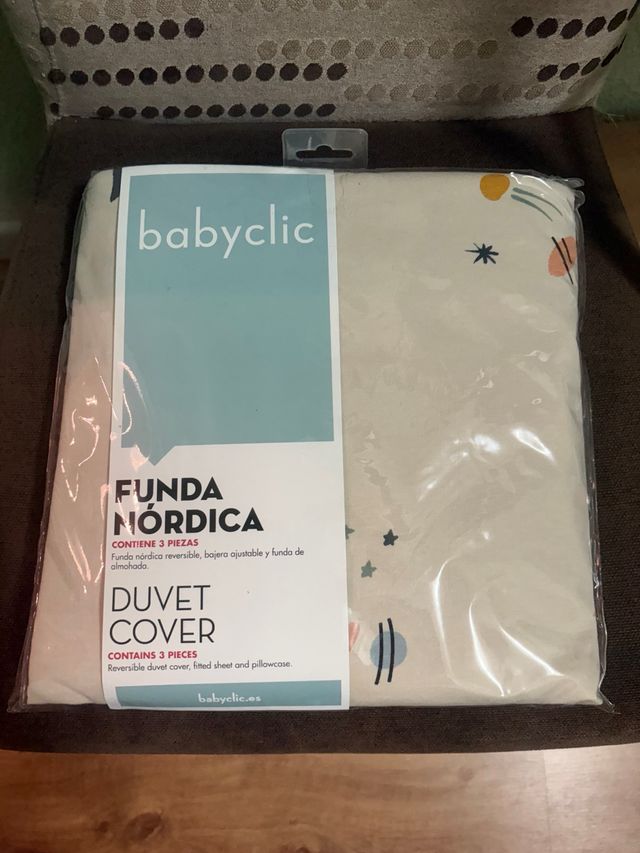 babyclic
FUNDA
NÓRDICA
CONTIENE 3 PIEZAS
Funda nórdica reversible, bajera ajustable y funda de
almohada.
DUVET
COVER
CONTAINS 3 PIECES
Reversible duvet cover, fitted sheet and pillowcase.
babyclic.es